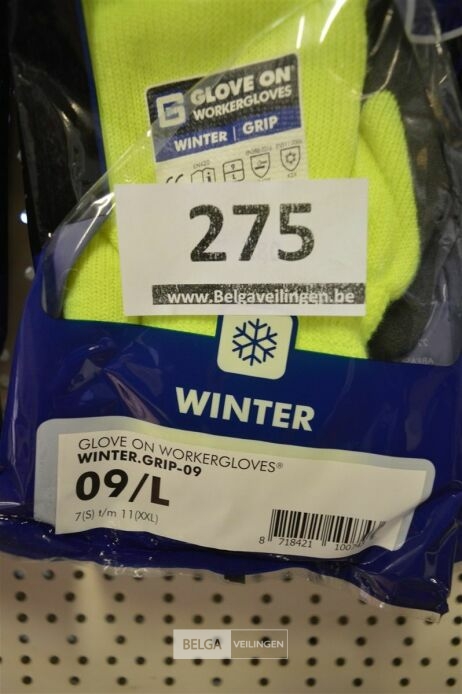 G GLOVE ON®
WORKERGLOVES
WINTER | GRIP
EN420
275
www.Belgaveilingen.be
WINTER
GLOVE ON WORKERGLOVES®
WINTER.GRIP-09
09/L
7(S) t/m 11(XXL)
8 718421
BELGA VEILINGEN